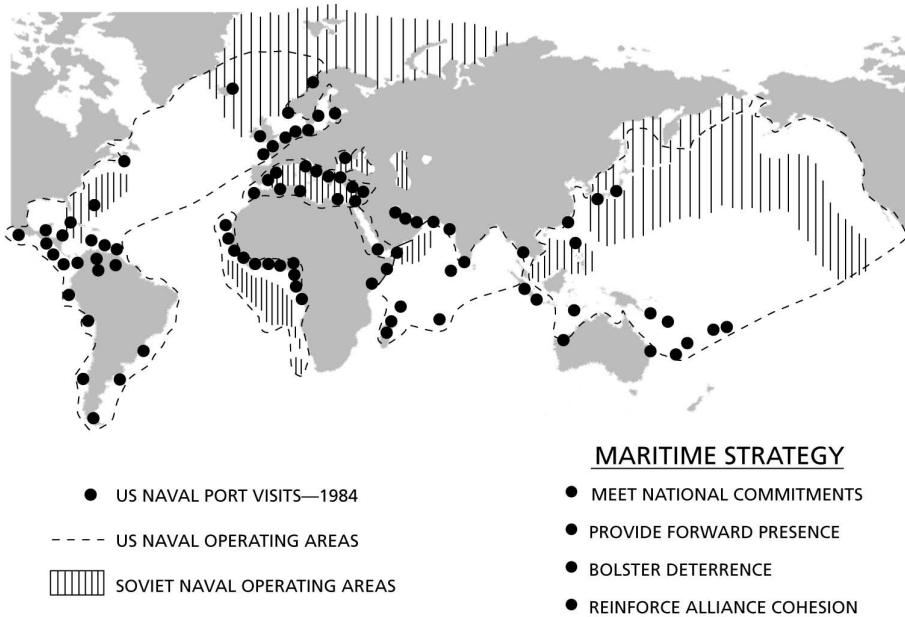 US NAVAL PORT VISITS—1984
US NAVAL OPERATING AREAS
SOVIET NAVAL OPERATING AREAS
MARITIME STRATEGY
MEET NATIONAL COMMITMENTS
PROVIDE FORWARD PRESENCE
BOLSTER DETERRENCE
REINFORCE ALLIANCE COHESION